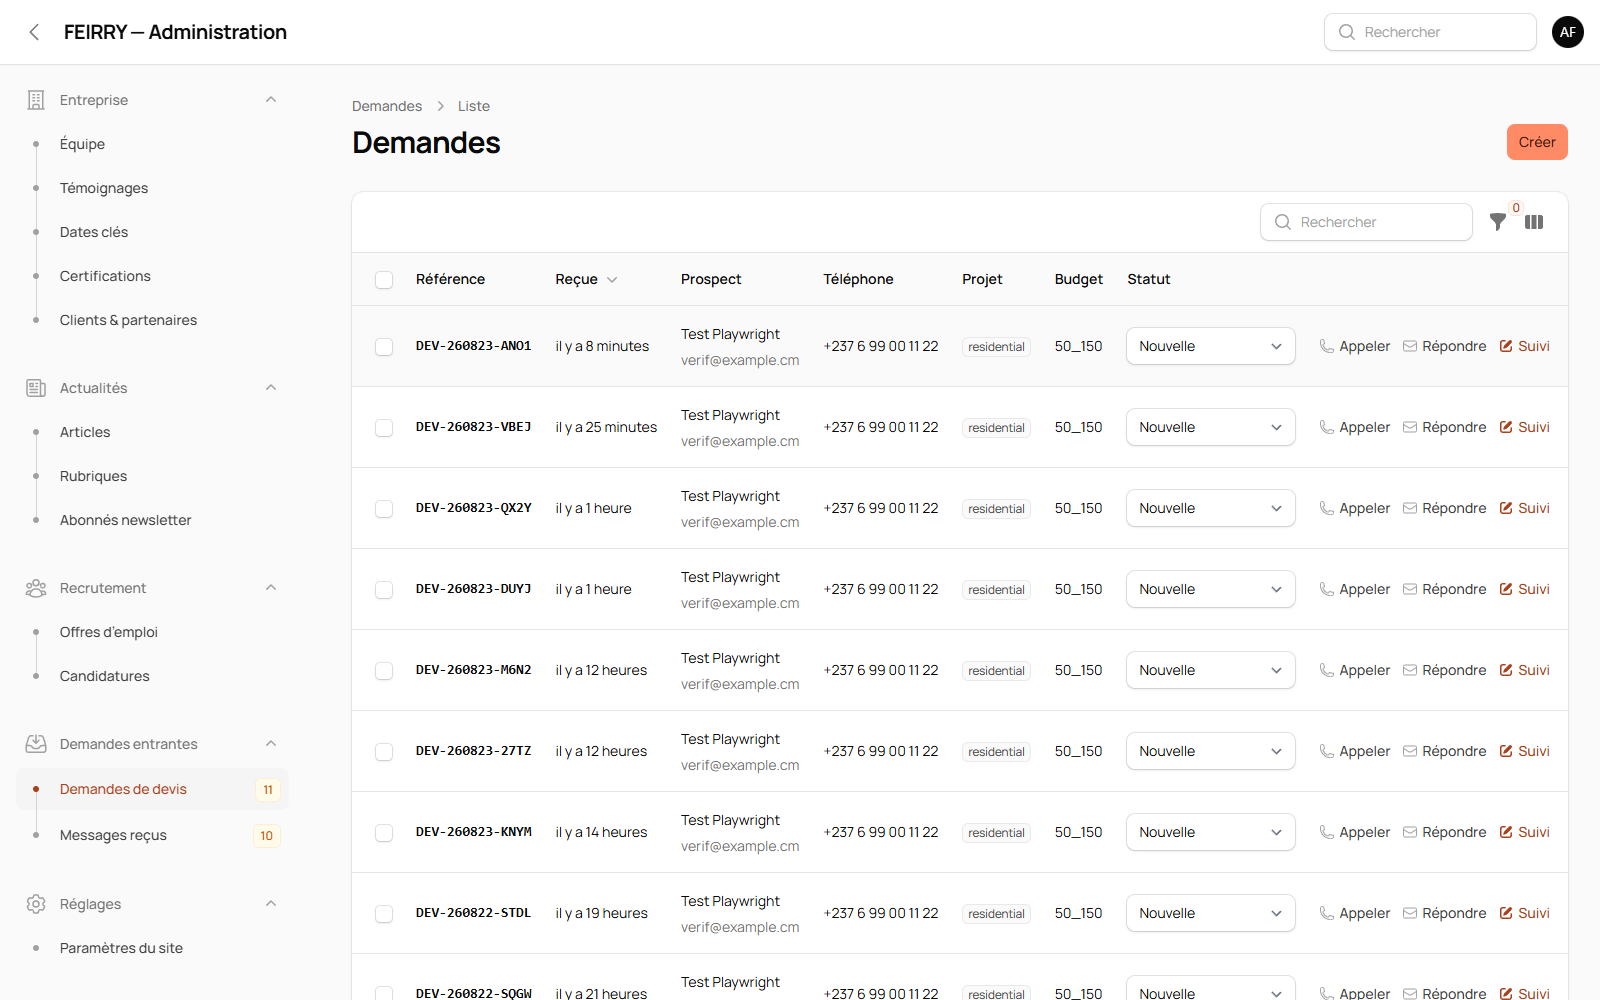 FEIRRY — Administration
Rechercher
AF
Entreprise
Équipe
Témoignages
Dates clés
Certifications
Clients & partenaires
Actualités
Articles
Rubriques
Abonnés newsletter
Recrutement
Offres d’emploi
Candidatures
Demandes entrantes
Demandes de devis 11
Messages reçus 10
Réglages
Paramètres du site
Demandes > Liste
Demandes
Créer
Rechercher
0
Référence Reçue Prospect Téléphone Projet Budget Statut
DEV-260823-ANO1 il y a 8 minutes Test Playwright verif@example.cm +237 6 99 00 11 22 residential 50_150 Nouvelle Appeler Répondre Suivi
DEV-260823-VBEJ il y a 25 minutes Test Playwright verif@example.cm +237 6 99 00 11 22 residential 50_150 Nouvelle Appeler Répondre Suivi
DEV-260823-QX2Y il y a 1 heure Test Playwright verif@example.cm +237 6 99 00 11 22 residential 50_150 Nouvelle Appeler Répondre Suivi
DEV-260823-DUYJ il y a 1 heure Test Playwright verif@example.cm +237 6 99 00 11 22 residential 50_150 Nouvelle Appeler Répondre Suivi
DEV-260823-M6N2 il y a 12 heures Test Playwright verif@example.cm +237 6 99 00 11 22 residential 50_150 Nouvelle Appeler Répondre Suivi
DEV-260823-27TZ il y a 12 heures Test Playwright verif@example.cm +237 6 99 00 11 22 residential 50_150 Nouvelle Appeler Répondre Suivi
DEV-260823-KNYM il y a 14 heures Test Playwright verif@example.cm +237 6 99 00 11 22 residential 50_150 Nouvelle Appeler Répondre Suivi
DEV-260822-STDL il y a 19 heures Test Playwright verif@example.cm +237 6 99 00 11 22 residential 50_150 Nouvelle Appeler Répondre Suivi
DEV-260822-SQGW il y a 21 heures Test Playwright +237 6 99 00 11 22 residential 50_150 Nouvelle Appeler Répondre Suivi